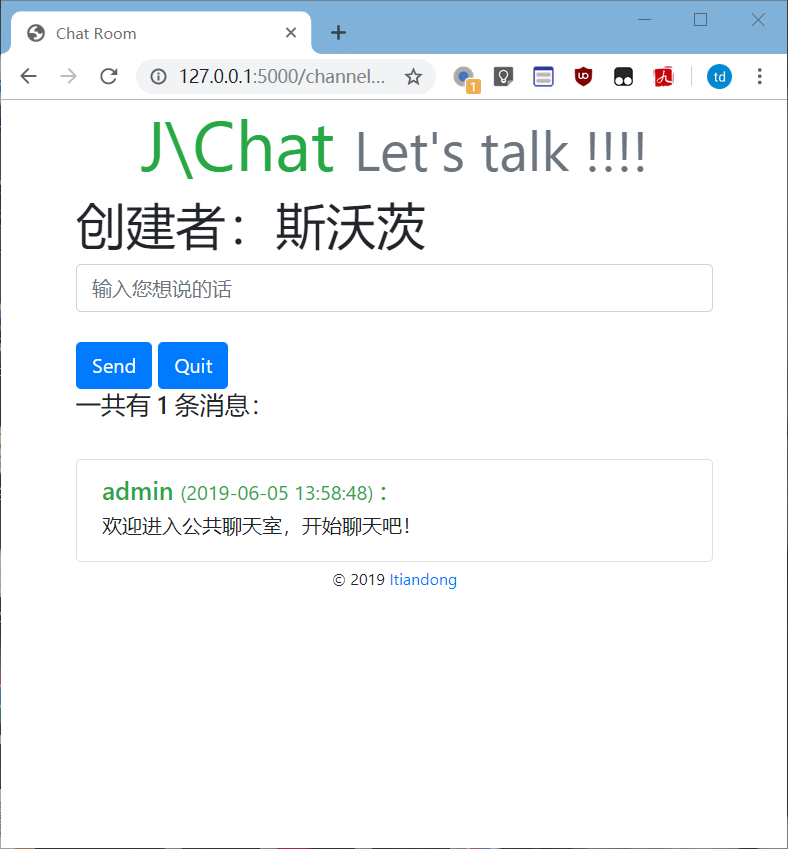 Chat Room
127.0.0.1:5000/channel...
1
td
J\Chat Let's talk !!!!
创建者：斯沃茨
输入您想说的话
Send Quit
一共有 1 条消息：
admin (2019-06-05 13:58:48)：
欢迎进入公共聊天室，开始聊天吧！
© 2019 Itiandong